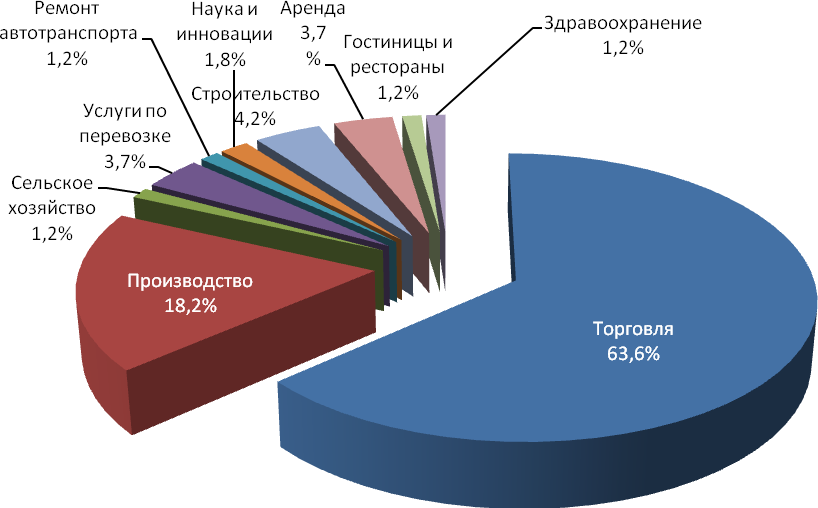 Ремонт
автотранспорта
1,2%
Наука и
инновации
1,8%
Аренда
3,7
%
Гостиницы и
рестораны
1,2%
Здравоохранение
1,2%
Строительство
4,2%
Услуги по
перевозке
3,7%
Сельское
хозяйство
1,2%
Производство
18,2%
Торговля
63,6%